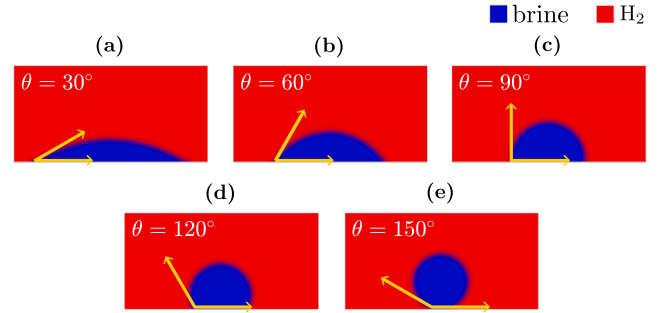 brine H₂
(a) (b) (c)
θ = 30° θ = 60° θ = 90°
(d) (e)
θ = 120° θ = 150°